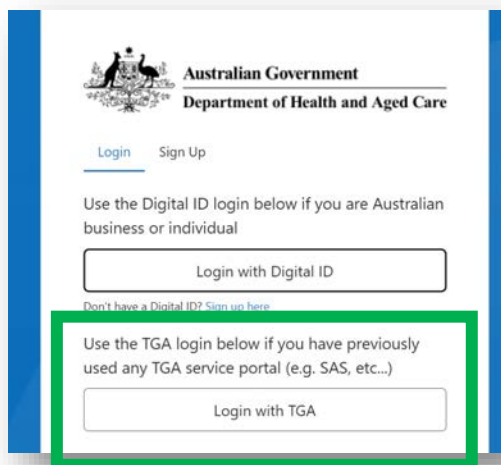 Australian Government
Department of Health and Aged Care
Login Sign Up
Use the Digital ID login below if you are Australian
business or individual
Login with Digital ID
Don't have a Digital ID? Sign up here
Use the TGA login below if you have previously
used any TGA service portal (e.g. SAS, etc...)
Login with TGA